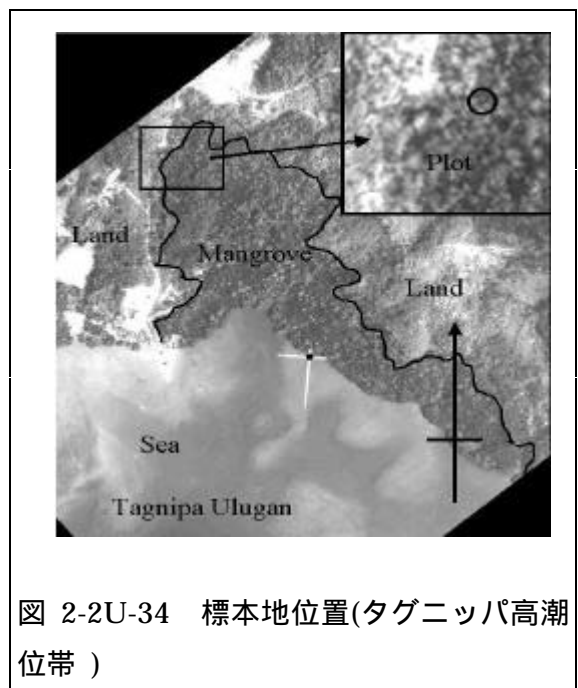 Plot
Land
Mangrove
Land
Sea
Tagnipa Ulugan
図 2-2U-34 標本地位置(タグニッパ高潮
位帯 )